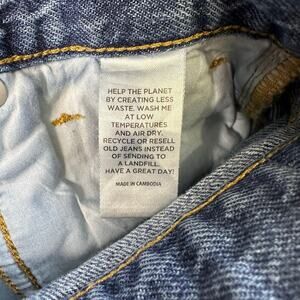 HELP THE PLANET
BY CREATING LESS
WASTE. WASH ME
AT LOW
TEMPERATURES
AND AIR DRY.
RECYCLE OR RESELL
OLD JEANS INSTEAD
OF SENDING TO
A LANDFILL.
HAVE A GREAT DAY!
MADE IN CAMBODIA